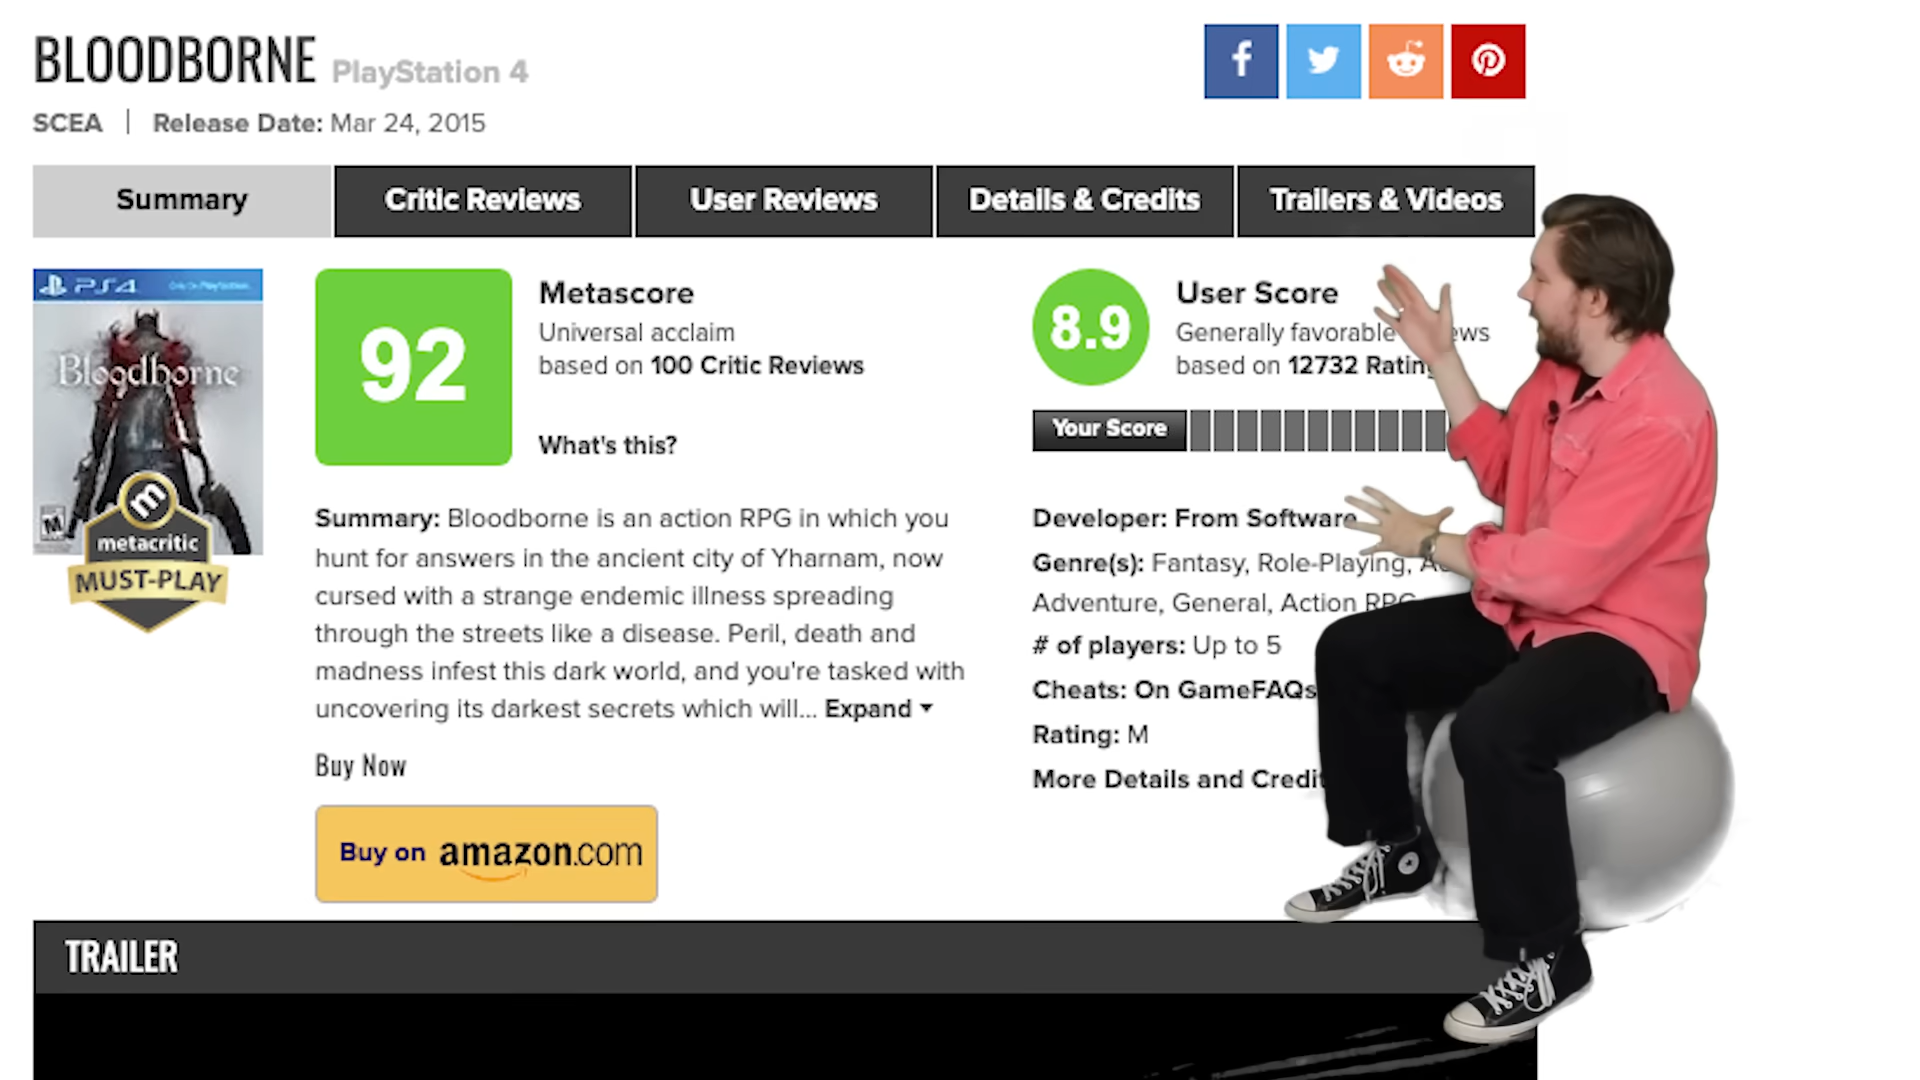 BLOODBORNE PlayStation 4
SCEA | Release Date: Mar 24, 2015
Summary
Critic Reviews
User Reviews
Details & Credits
Trailers & Videos
PS4
Bloodborne
M
m
metacritic
MUST-PLAY
92
Metascore
Universal acclaim
based on 100 Critic Reviews
What's this?
Summary: Bloodborne is an action RPG in which you
hunt for answers in the ancient city of Yharnam, now
cursed with a strange endemic illness spreading
through the streets like a disease. Peril, death and
madness infest this dark world, and you're tasked with
uncovering its darkest secrets which will... Expand
Buy Now
Buy on amazon.com
8.9
User Score
Generally favorable
based on 12732
Your Score
Developer: From Software
Genre(s): Fantasy, Role-Playing,
Adventure, General, Action RPG
# of players: Up to 5
Cheats: On GameFAQs
Rating: M
More Details and
TRAILER